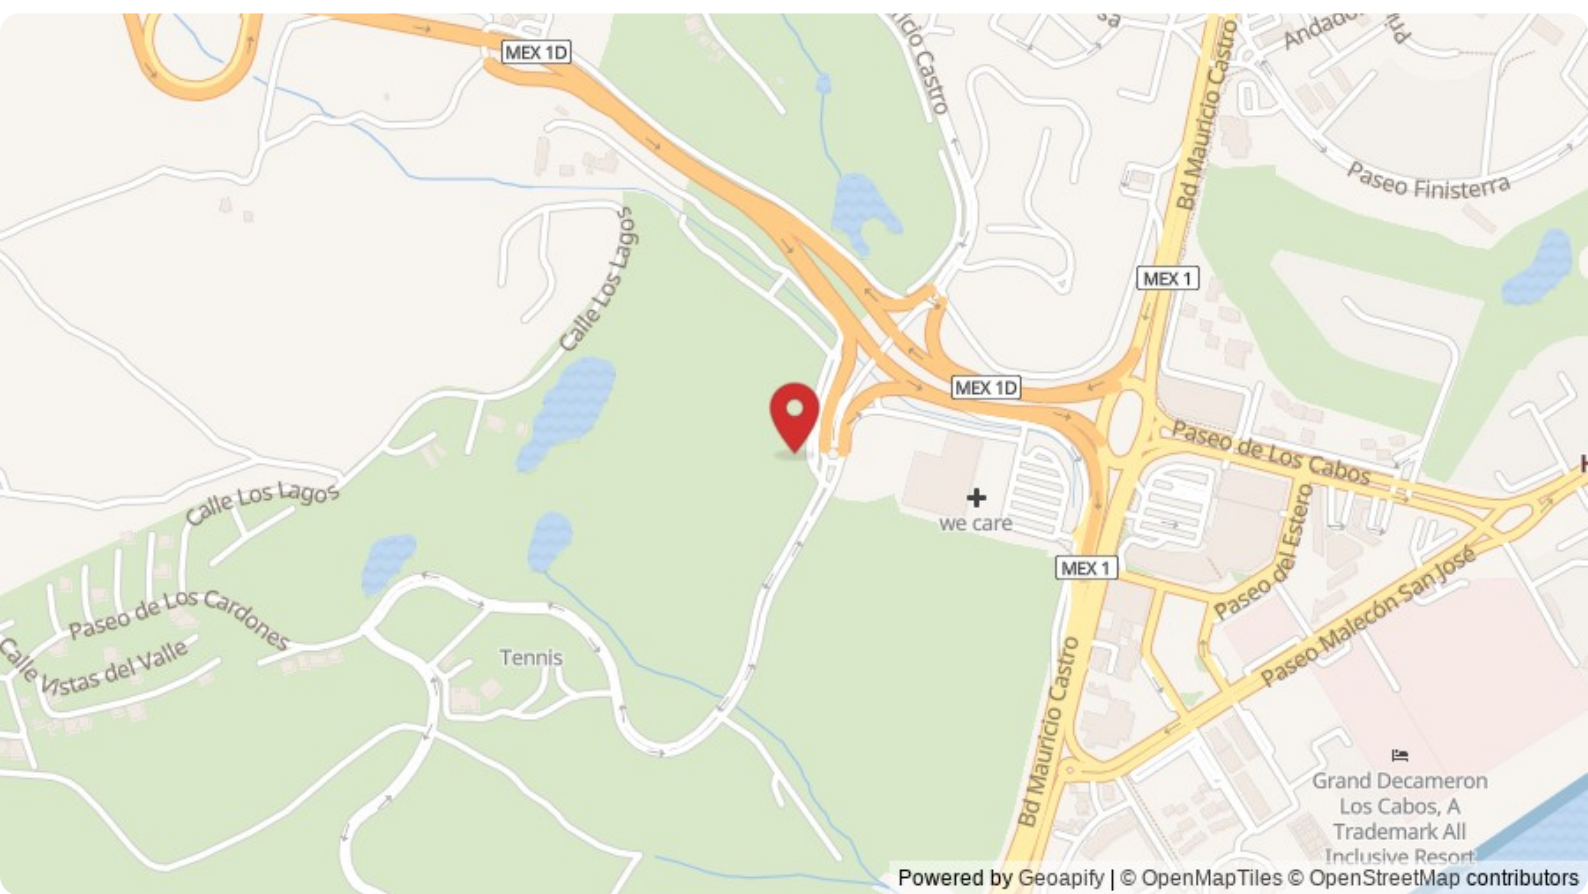 MEX 1D
icio Castro
sa
Andado
Bd Mauricio Castro
Paseo Finisterra
MEX 1
Calle Los Lagos
MEX 1D
Paseo de Los Cabos
H
Calle Los Lagos
we care
MEX 1
Paseo del Estero
Paseo Malecón San José
Paseo de Los Cardones
Calle
Vistas del Valle
Tennis
Bd Mauricio Castro
Grand Decameron
Los Cabos, A
Trademark All
Inclusive Resort
Powered by Geoapify | © OpenMapTiles © OpenStreetMap contributors